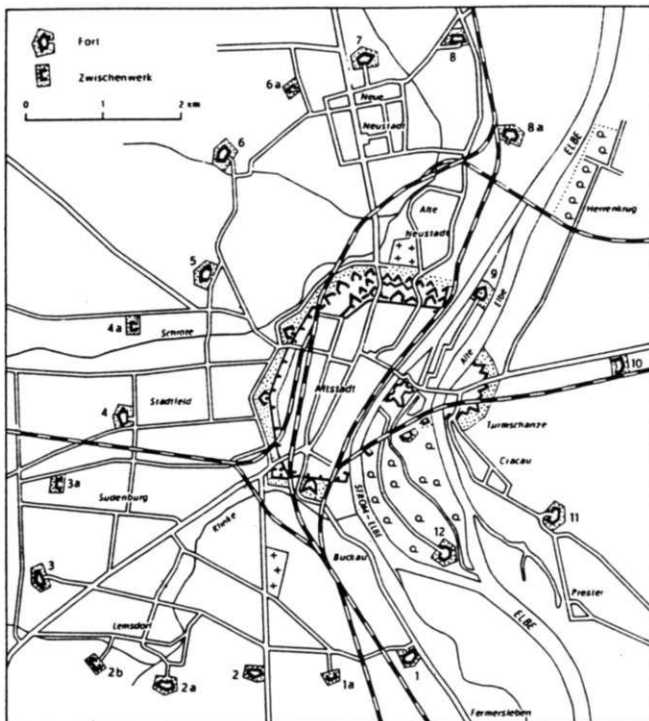 Fort
Zwischenwerk
0 1 2 km
7
8
6a
Neue
Neustadt
8a
6
ELBE
Herrenkrug
Alte
Neustadt
5
9
Elbe
4a
Schrote
Alte
10
Altstadt
Stadtfeld
4
Turmschanze
Cracau
3a
Sudenburg
STROM-ELBE
Klinke
11
12
Buckau
3
Prester
ELBE
Lemsdorf
2b
2a
2
1a
1
Fermersleben